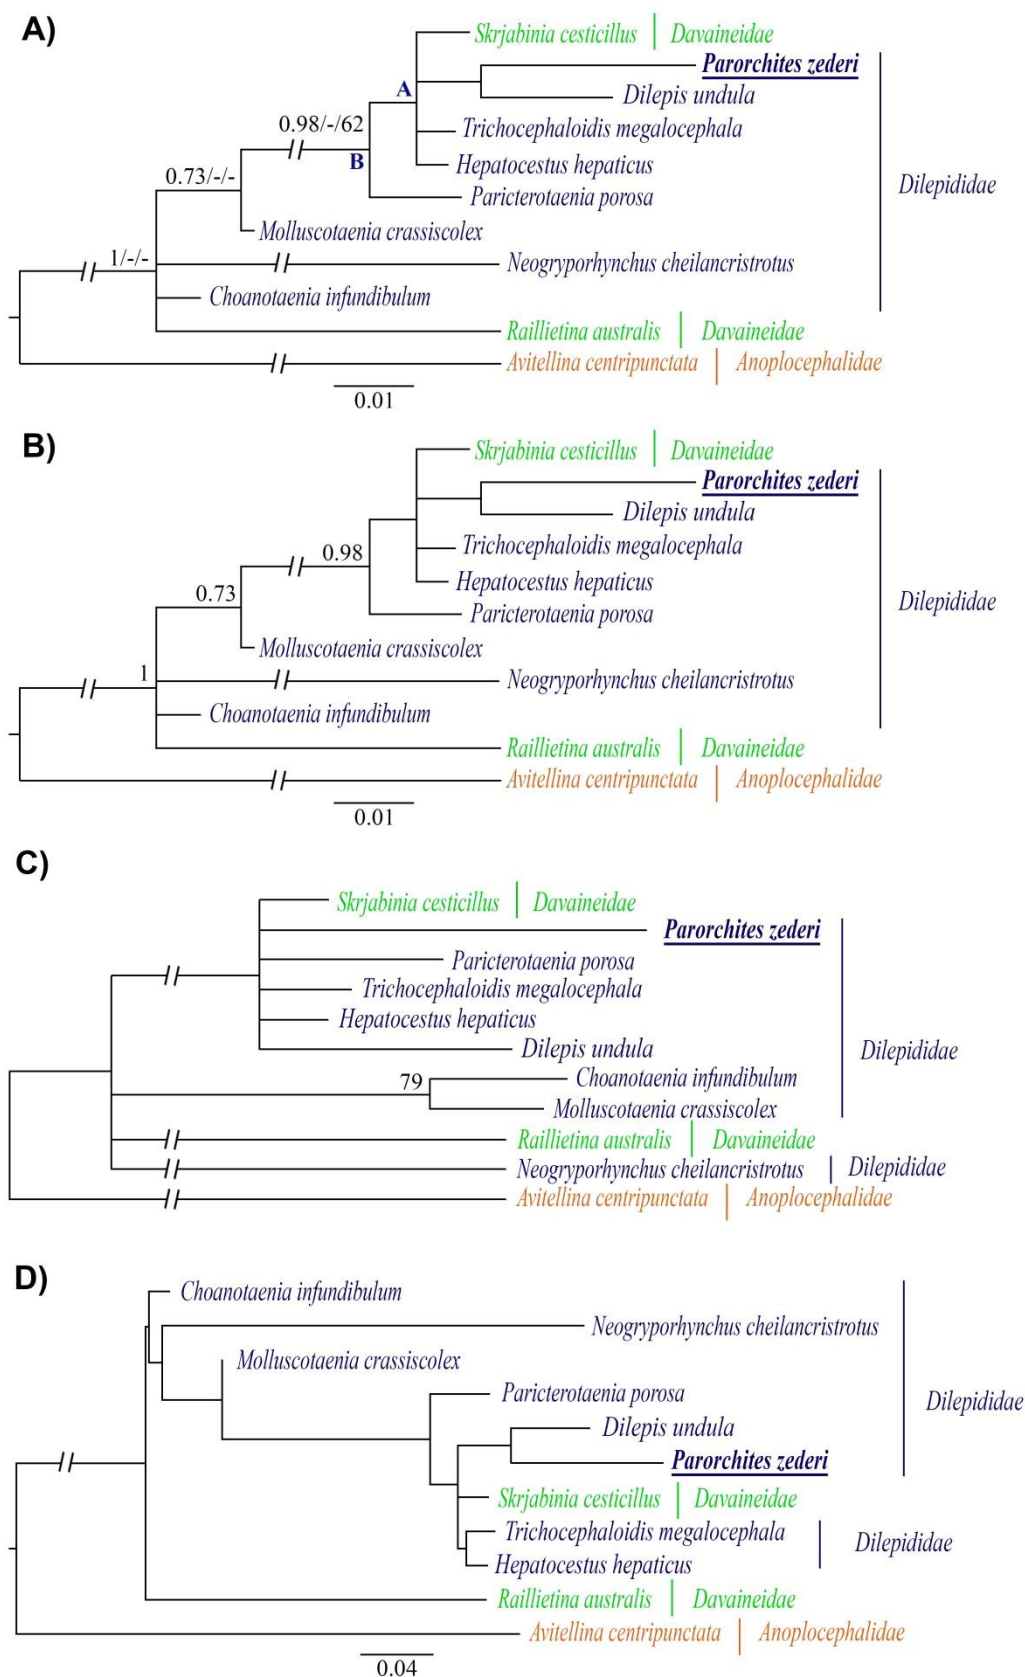 A)
Skrjabinia cesticillus Davaineidae
Parorchites zederi
A
Dilepis undula
0.98/-/62
Trichocephaloidis megalocephala
B
Hepatocestus hepaticus
0.73/-/-
Dilepididae
Paricterotaenia porosa
Molluscotaenia crassiscolex
1/-/-
Neogryporhynchus cheilancristrotus
Choanotaenia infundibulum
Raillietina australis Davaineidae
Avitellina centripunctata Anoplocephalidae
0.01
B)
Skrjabinia cesticillus Davaineidae
Parorchites zederi
Dilepis undula
0.98
Trichocephaloidis megalocephala
Hepatocestus hepaticus
0.73
Dilepididae
Paricterotaenia porosa
Molluscotaenia crassiscolex
1
Neogryporhynchus cheilancristrotus
Choanotaenia infundibulum
Raillietina australis Davaineidae
Avitellina centripunctata Anoplocephalidae
0.01
C)
Skrjabinia cesticillus Davaineidae
Parorchites zederi
Paricterotaenia porosa
Trichocephaloidis megalocephala
Hepatocestus hepaticus
Dilepis undula
Dilepididae
79
Choanotaenia infundibulum
Molluscotaenia crassiscolex
Raillietina australis Davaineidae
Neogryporhynchus cheilancristrotus Dilepididae
Avitellina centripunctata Anoplocephalidae
D)
Choanotaenia infundibulum
Neogryporhynchus cheilancristrotus
Molluscotaenia crassiscolex
Paricterotaenia porosa
Dilepididae
Dilepis undula
Parorchites zederi
Skrjabinia cesticillus Davaineidae
Trichocephaloidis megalocephala
Dilepididae
Hepatocestus hepaticus
Raillietina australis Davaineidae
Avitellina centripunctata Anoplocephalidae
0.04